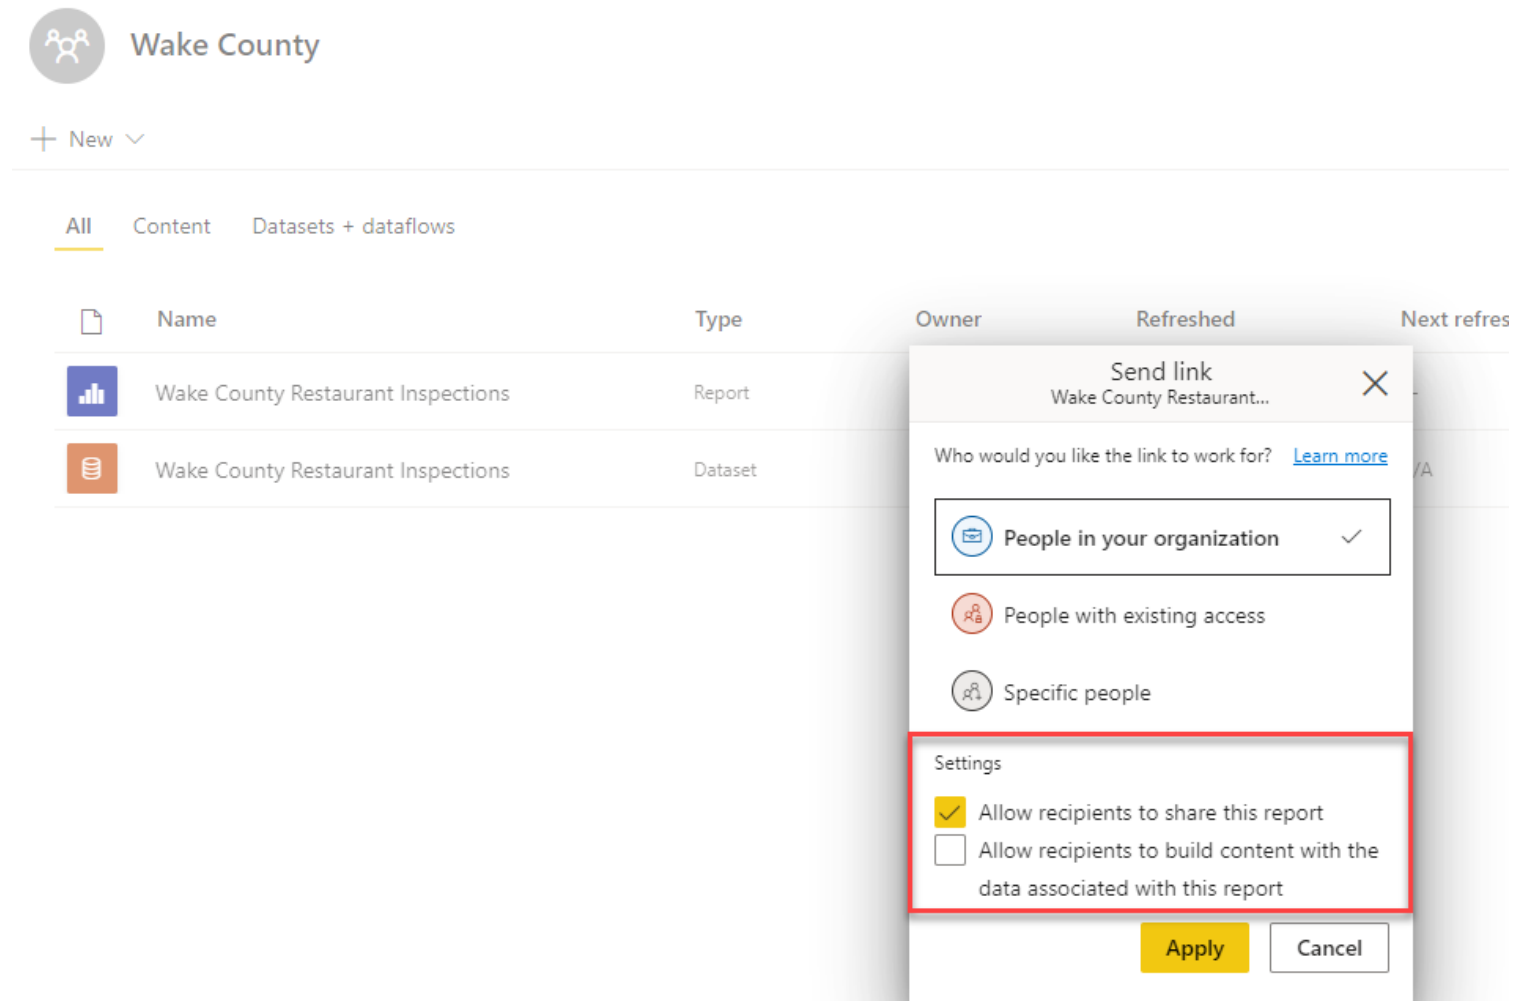 Wake County
New
All Content Datasets + dataflows
Name Type Owner Refreshed Next refres
Wake County Restaurant Inspections Report
Wake County Restaurant Inspections Dataset /A
Send link
Wake County Restaurant...
Who would you like the link to work for? Learn more
People in your organization
People with existing access
Specific people
Settings
Allow recipients to share this report
Allow recipients to build content with the
data associated with this report
Apply Cancel